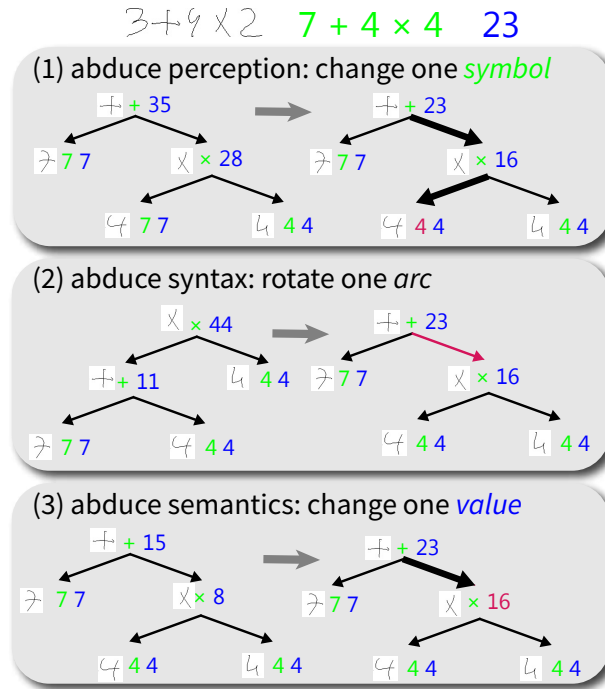 3+4×2 7 + 4 × 4 23
(1) abduce perception: change one symbol
+ + 35 + + 23
7 7 7 × × 28 7 7 7 × × 16
4 7 7 4 4 4 4 4 4 4 4 4
(2) abduce syntax: rotate one arc
× × 44 + + 23
+ + 11 4 4 4 7 7 7 × × 16
7 7 7 4 4 4 4 4 4 4 4 4
(3) abduce semantics: change one value
+ + 15 + + 23
7 7 7 × × 8 7 7 7 × × 16
4 4 4 4 4 4 4 4 4 4 4 4